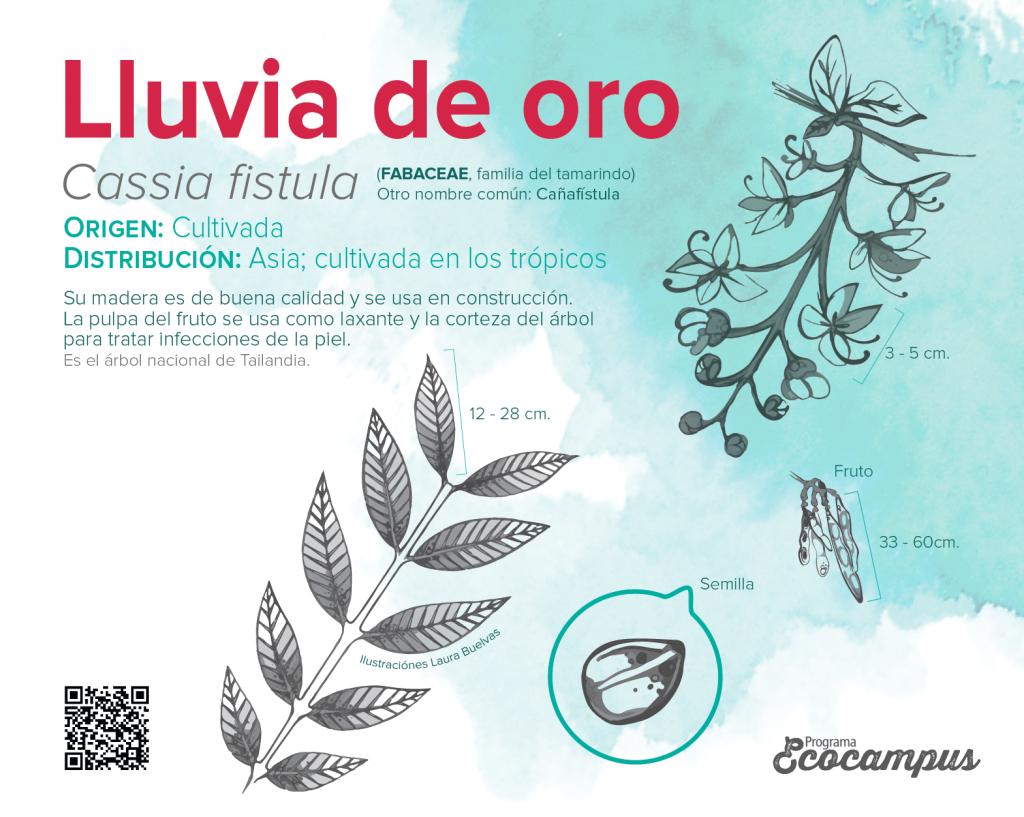 Lluvia de oro
Cassia fistula
(FABACEAE, familia del tamarindo)
Otro nombre común: Cañafístula
ORIGEN: Cultivada
DISTRIBUCIÓN: Asia; cultivada en los trópicos
Su madera es de buena calidad y se usa en construcción.
La pulpa del fruto se usa como laxante y la corteza del árbol
para tratar infecciones de la piel.
Es el árbol nacional de Tailandia.
3 - 5 cm.
12 - 28 cm.
Fruto
33 - 60cm.
Semilla
Ilustraciónes Laura Buelvas
Programa
Ecocampus